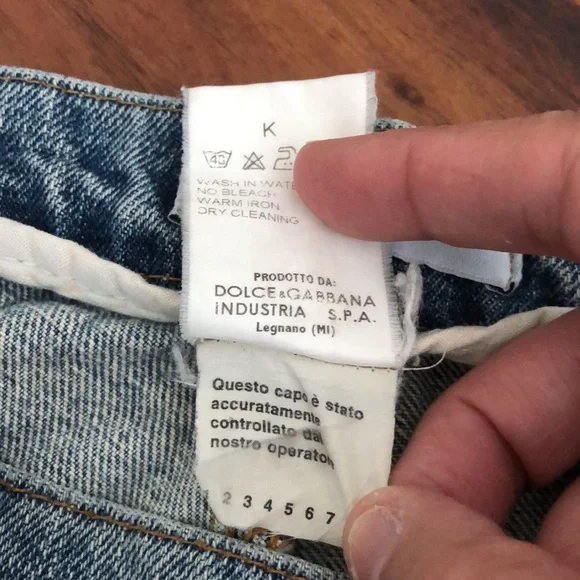 K
40
WASH IN WATE
NO BLEACH
WARM IRON
DRY CLEANING
PRODOTTO DA:
DOLCE&GABBANA
INDUSTRIA S.P.A.
Legnano (MI)
Questo capo è stato
accuratamente
controllato dal
nostro operator
2 3 4 5 6 7